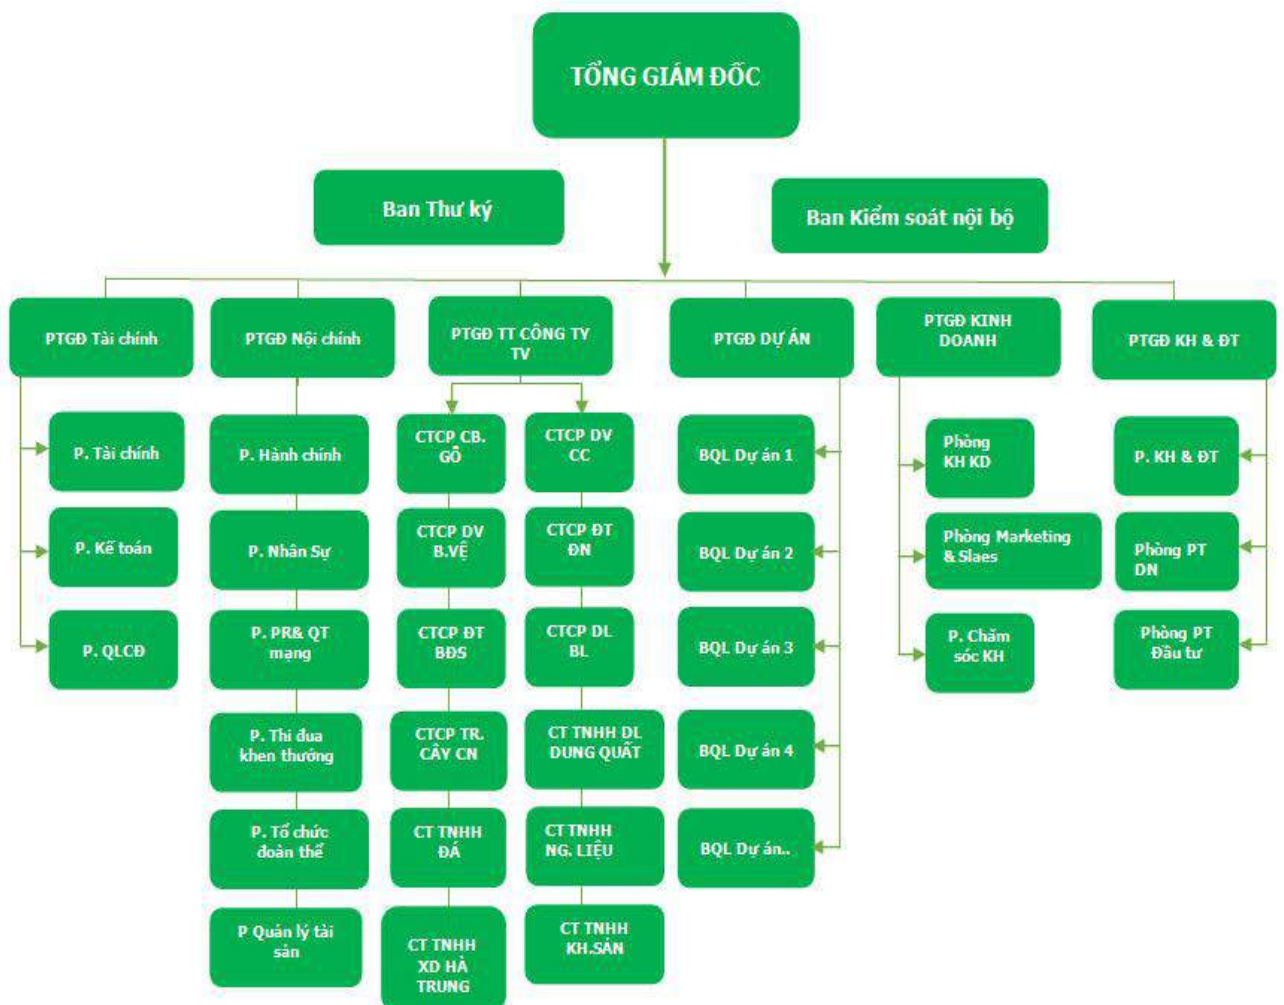 TỔNG GIÁM ĐỐC
Ban Thư ký
Ban Kiểm soát nội bộ
PTGĐ Tài chính
PTGĐ Nội chính
PTGĐ TT CÔNG TY
TV
PTGĐ DỰ ÁN
PTGĐ KINH
DOANH
PTGĐ KH & ĐT
P. Tài chính
P. Kế toán
P. QLCĐ
P. Hành chính
P. Nhân Sự
P. PR& QT
mạng
P. Thi đua
khen thưởng
P. Tổ chức
đoàn thể
P Quản lý tài
sản
CTCP CB.
GỖ
CTCP DV
B.VỆ
CTCP ĐT
BĐS
CTCP TR.
CÂY CN
CT TNHH
ĐÁ
CT TNHH
XD HÀ
TRUNG
CTCP DV
CC
CTCP ĐT
ĐN
CTCP DL
BL
CT TNHH DL
DUNG QUẤT
CT TNHH
NG. LIỆU
CT TNHH
KH.SẢN
BQL Dự án 1
BQL Dự án 2
BQL Dự án 3
BQL Dự án 4
BQL Dự án..
Phòng
KH KD
Phòng Marketing
& Slaes
P. Chăm
sóc KH
P. KH & ĐT
Phòng PT
DN
Phòng PT
Đầu tư